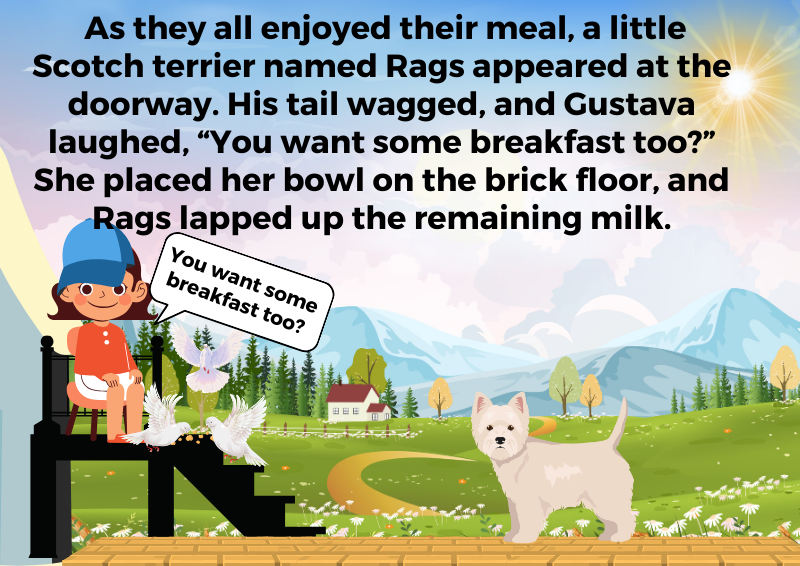 As they all enjoyed their meal, a little
Scotch terrier named Rags appeared at the
doorway. His tail wagged, and Gustava
laughed, “You want some breakfast too?”
She placed her bowl on the brick floor, and
Rags lapped up the remaining milk.
You want some
breakfast too?